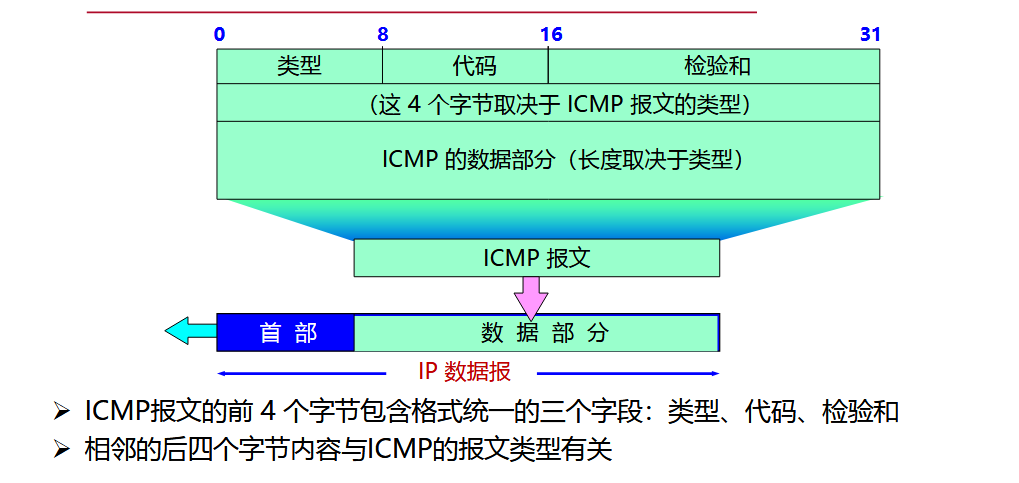 0 8 16 31
类型 代码 检验和
（这 4 个字节取决于 ICMP 报文的类型）
ICMP 的数据部分（长度取决于类型）
ICMP 报文
首 部 数 据 部 分
IP 数据报
➢ ICMP报文的前 4 个字节包含格式统一的三个字段：类型、代码、检验和
➢ 相邻的后四个字节内容与ICMP的报文类型有关